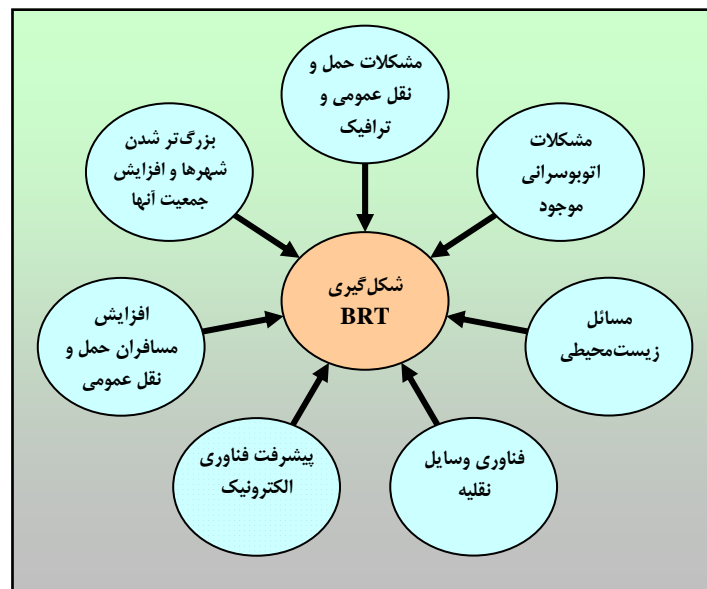 مشکلات حمل و
نقل عمومی و
ترافیک
مشکلات
اتوبوسرانی
موجود
بزرگ‌تر شدن
شهرها و افزایش
جمعیت آنها
شکل‌گیری
BRT
مسائل
زیست‌محیطی
افزایش
مسافران حمل و
نقل عمومی
فناوری وسایل
نقلیه
پیشرفت فناوری
الکترونیک